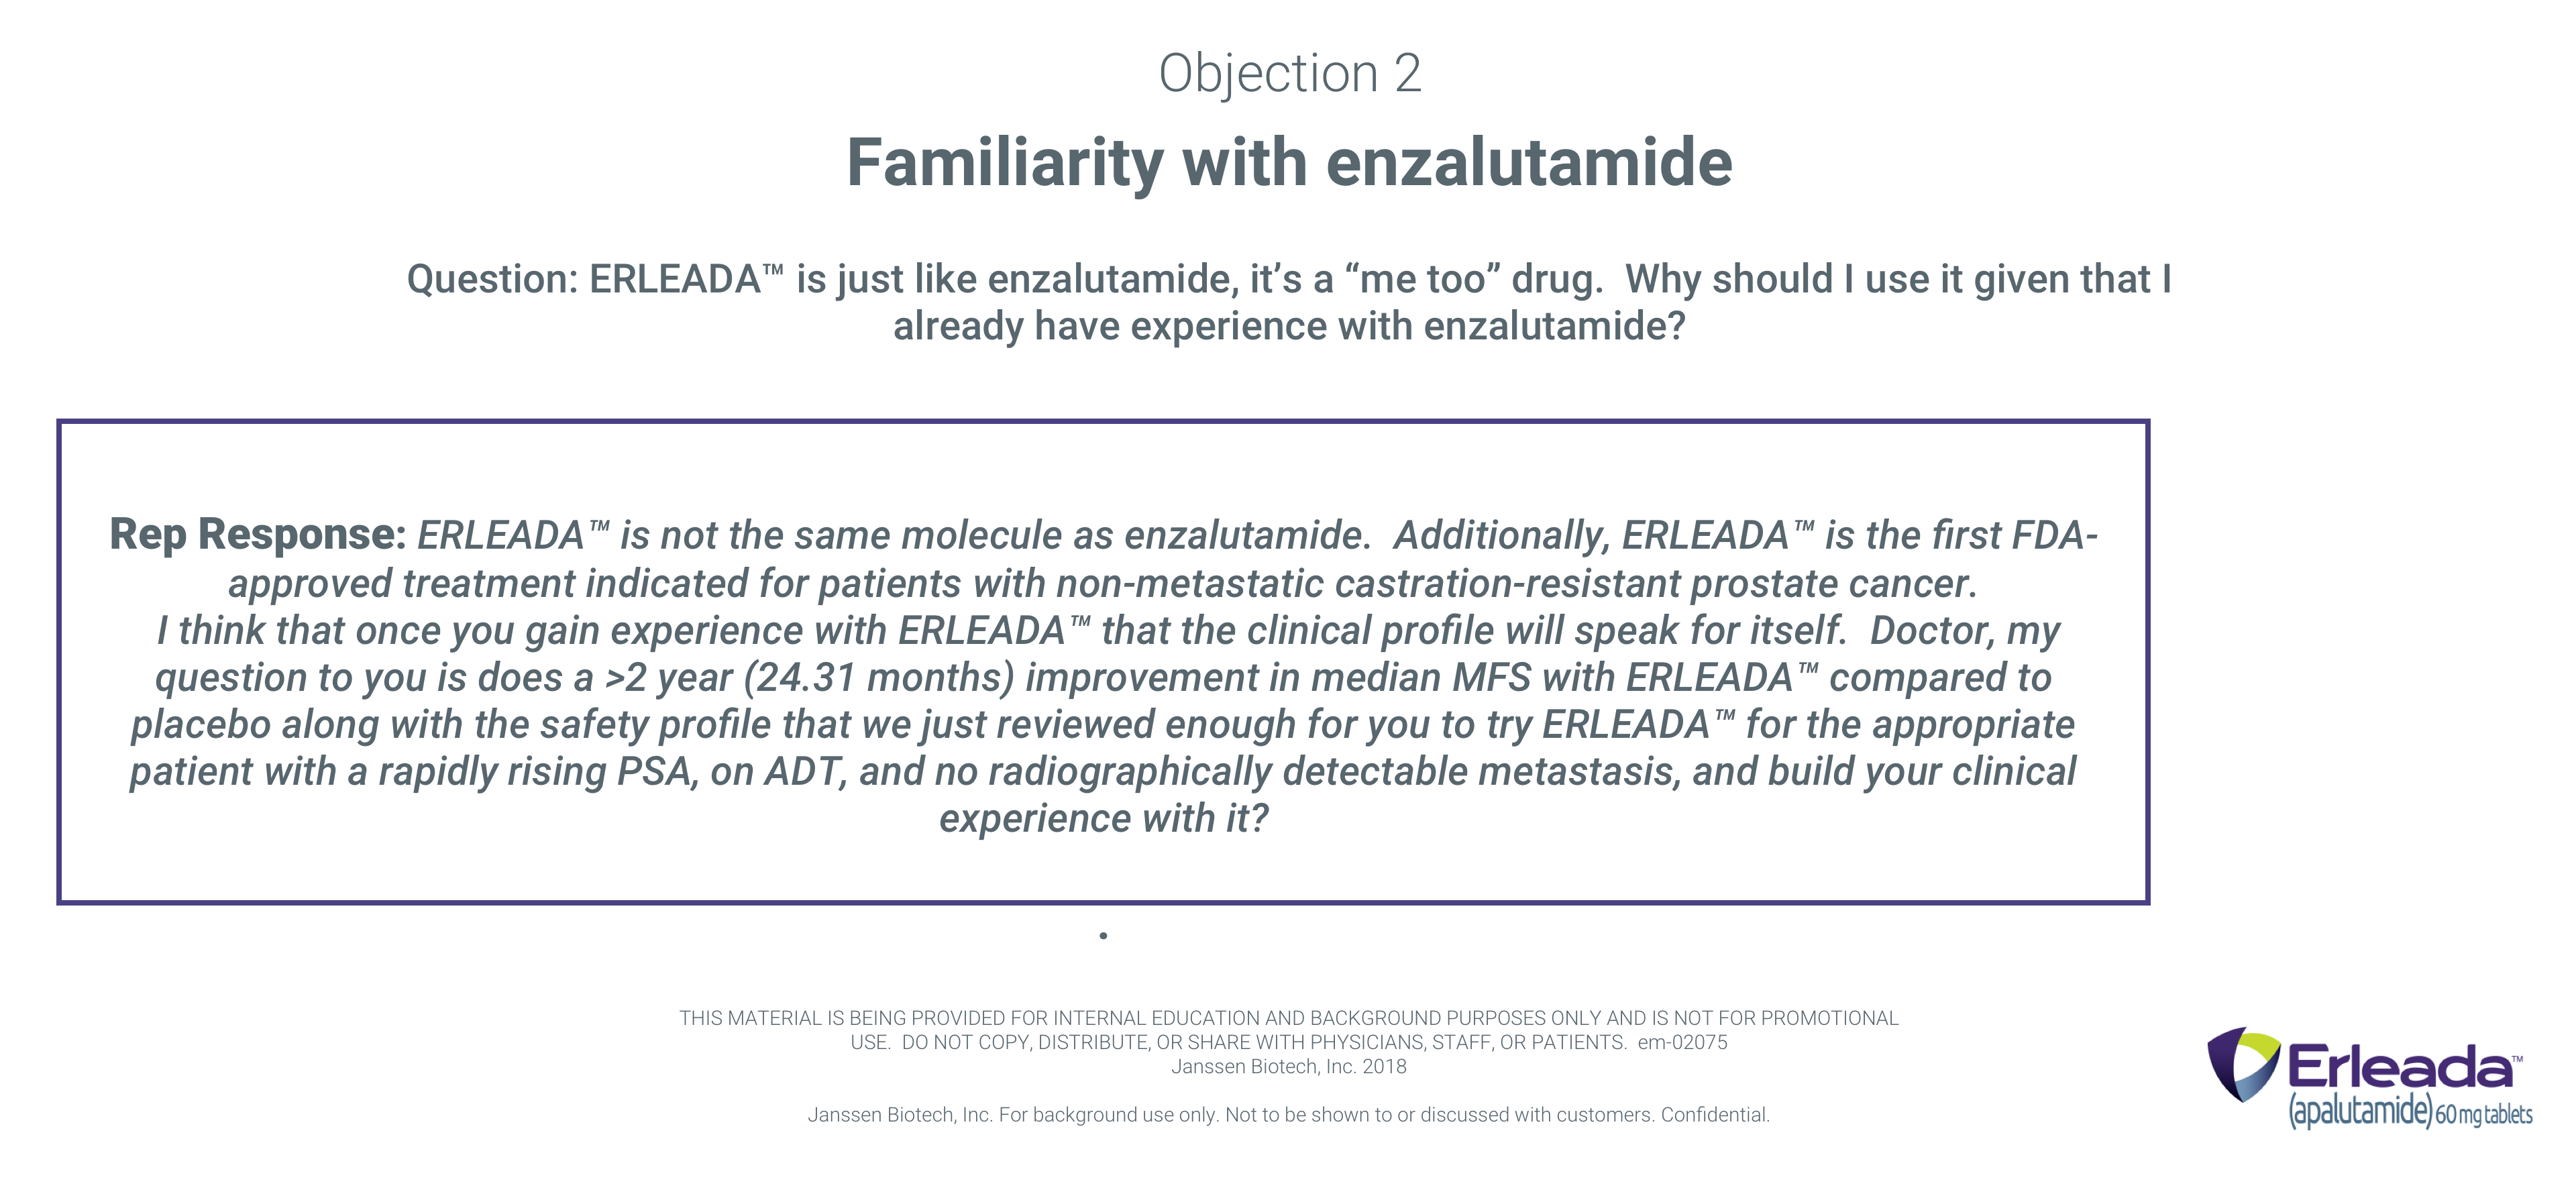 Objection 2
Familiarity with enzalutamide
Question: ERLEADA™ is just like enzalutamide, it’s a “me too” drug.  Why should I use it given that I
already have experience with enzalutamide?
Rep Response: ERLEADA™ is not the same molecule as enzalutamide.  Additionally, ERLEADA™ is the first FDA-
approved treatment indicated for patients with non-metastatic castration-resistant prostate cancer.
I think that once you gain experience with ERLEADA™ that the clinical profile will speak for itself.  Doctor, my
question to you is does a >2 year (24.31 months) improvement in median MFS with ERLEADA™ compared to
placebo along with the safety profile that we just reviewed enough for you to try ERLEADA™ for the appropriate
patient with a rapidly rising PSA, on ADT, and no radiographically detectable metastasis, and build your clinical
experience with it?
.
THIS MATERIAL IS BEING PROVIDED FOR INTERNAL EDUCATION AND BACKGROUND PURPOSES ONLY AND IS NOT FOR PROMOTIONAL
USE.  DO NOT COPY, DISTRIBUTE, OR SHARE WITH PHYSICIANS, STAFF, OR PATIENTS.  em-02075
Janssen Biotech, Inc. 2018
Janssen Biotech, Inc. For background use only. Not to be shown to or discussed with customers. Confidential.
Erleada™
(apalutamide) 60 mg tablets